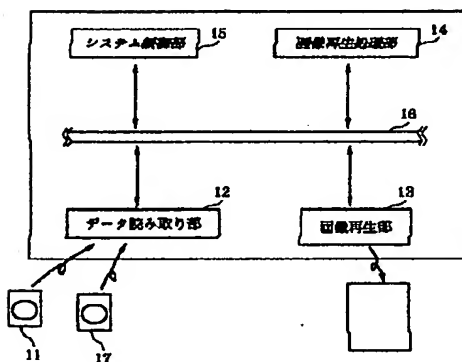 システム制御部
15
画像再生処理部
14
16
12
データ読み取り部
13
画像再生部
11
17